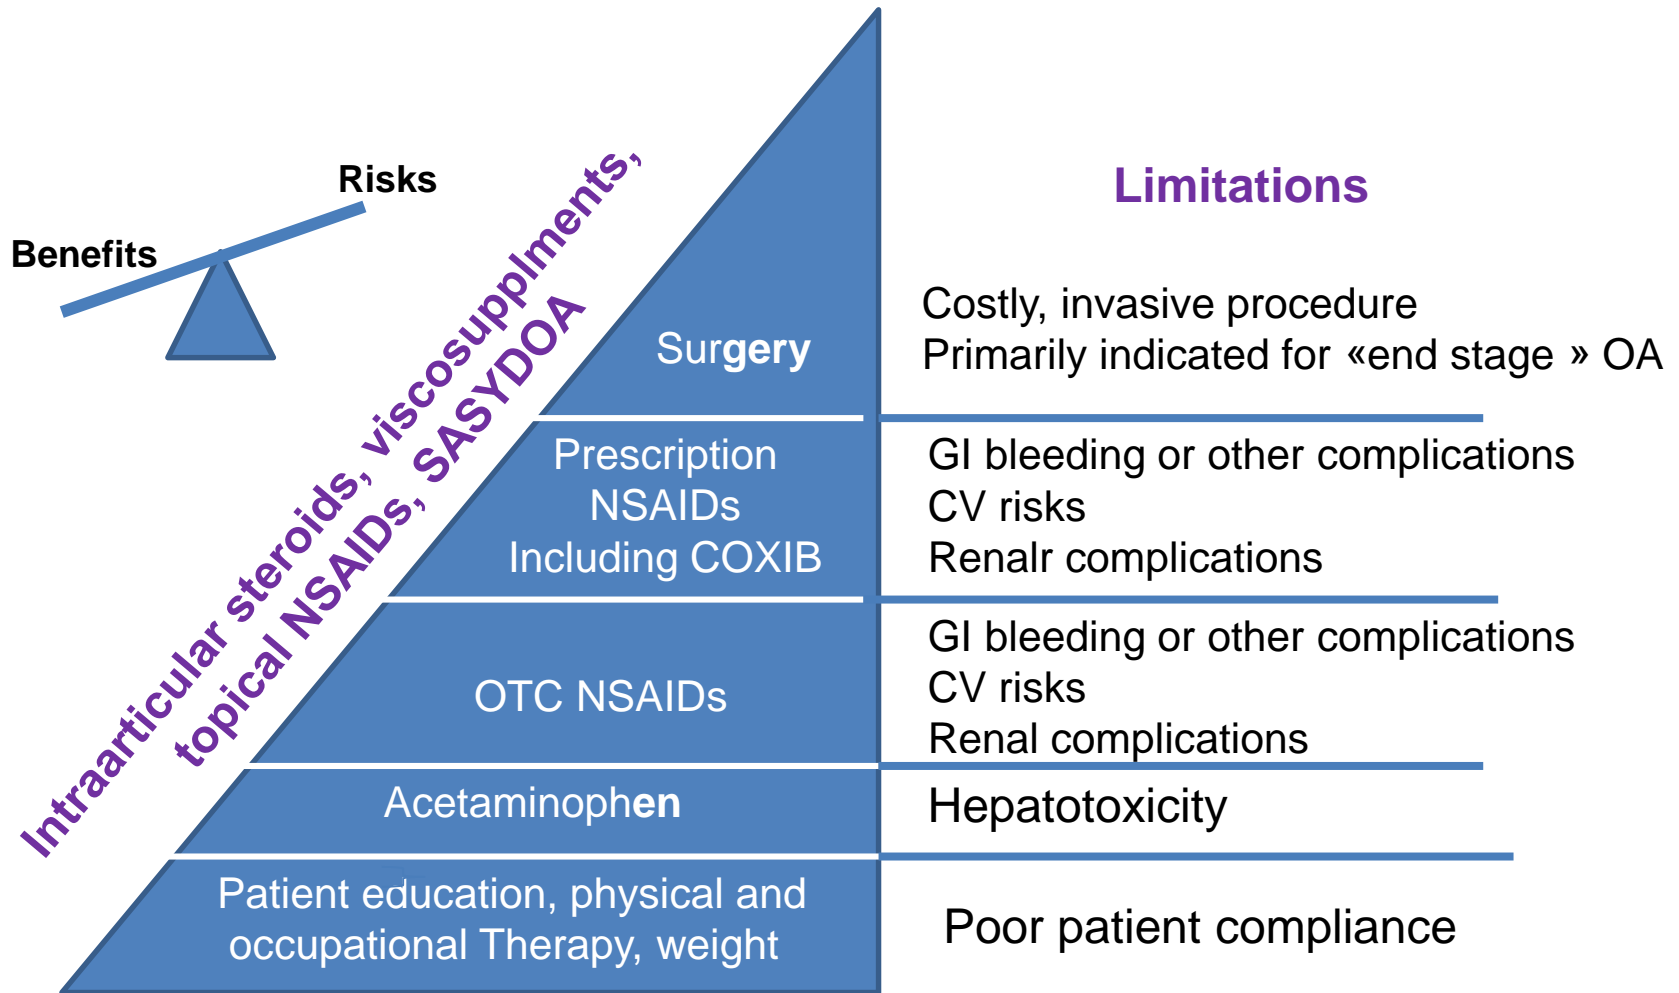 Risks
Benefits
Intraarticular steroids, viscosupplments,
topical NSAIDs, SASYDOA
Limitations
Surgery
Costly, invasive procedure
Primarily indicated for «end stage » OA
Prescription
NSAIDs
Including COXIB
GI bleeding or other complications
CV risks
Renalr complications
OTC NSAIDs
GI bleeding or other complications
CV risks
Renal complications
Acetaminophen
Hepatotoxicity
Patient education, physical and
occupational Therapy, weight
Poor patient compliance